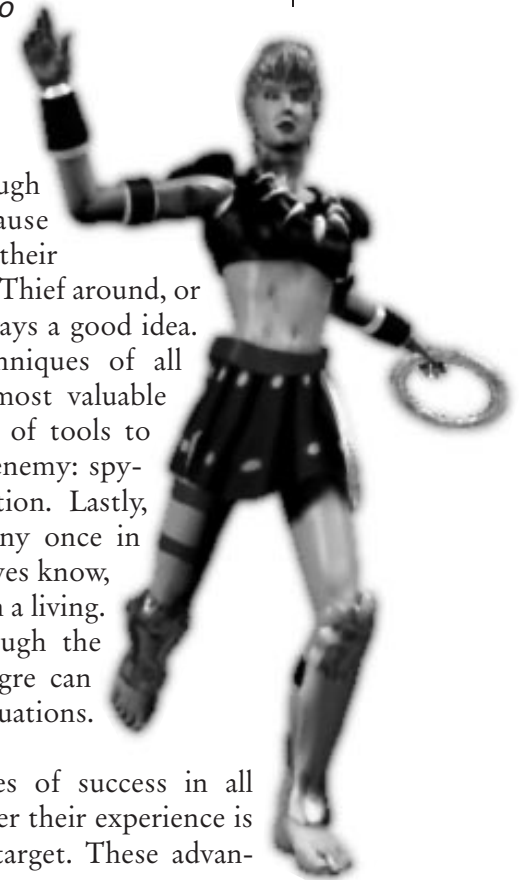 o
ugh
ause
their
Thief around, or
ays a good idea.
hniques of all
most valuable
of tools to
enemy: spy-
tion. Lastly,
ny once in
ves know,
n a living.
ugh the
gre can
uations.
es of success in all
er their experience is
target. These advan-